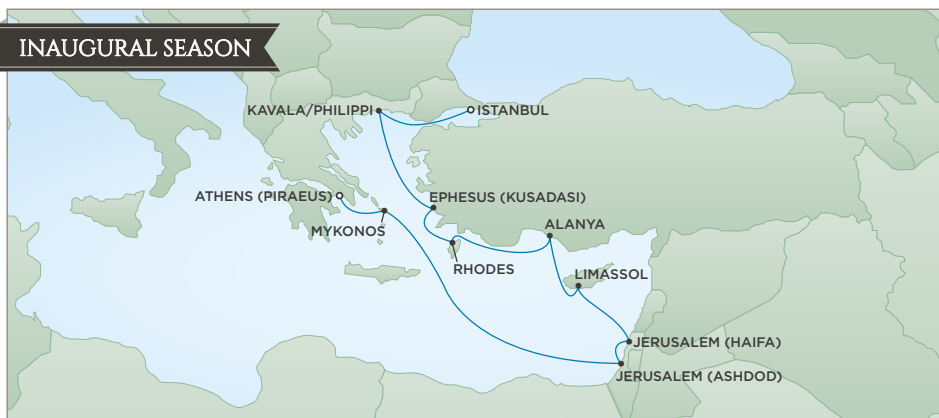 INAUGURAL SEASON
KAVALA/PHILIPPI
ISTANBUL
ATHENS (PIRAEUS)
EPHESUS (KUSADASI)
MYKONOS
ALANYA
RHODES
LIMASSOL
JERUSALEM (HAIFA)
JERUSALEM (ASHDOD)